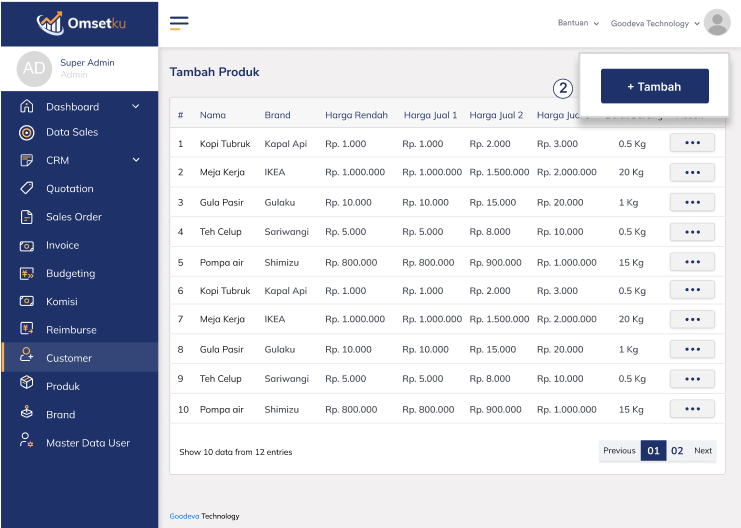 Omsetku
Bantuan
Goodeva Technology
AD
Super Admin
Admin
Dashboard
Data Sales
CRM
Quotation
Sales Order
Invoice
Budgeting
Komisi
Reimburse
Customer
Produk
Brand
Master Data User
Tambah Produk
2
+ Tambah
# Nama Brand Harga Rendah Harga Jual 1 Harga Jual 2 Harga
1 Kopi Tubruk Kapal Api Rp. 1.000 Rp. 1.000 Rp. 2.000 Rp. 3.000 0.5 Kg
2 Meja Kerja IKEA Rp. 1.000.000 Rp. 1.000.000 Rp. 1.500.000 Rp. 2.000.000 20 Kg
3 Gula Pasir Gulaku Rp. 10.000 Rp. 10.000 Rp. 15.000 Rp. 20.000 1 Kg
4 Teh Celup Sariwangi Rp. 5.000 Rp. 5.000 Rp. 8.000 Rp. 10.000 0.5 Kg
5 Pompa air Shimizu Rp. 800.000 Rp. 800.000 Rp. 900.000 Rp. 1.000.000 15 Kg
6 Kopi Tubruk Kapal Api Rp. 1.000 Rp. 1.000 Rp. 2.000 Rp. 3.000 0.5 Kg
7 Meja Kerja IKEA Rp. 1.000.000 Rp. 1.000.000 Rp. 1.500.000 Rp. 2.000.000 20 Kg
8 Gula Pasir Gulaku Rp. 10.000 Rp. 10.000 Rp. 15.000 Rp. 20.000 1 Kg
9 Teh Celup Sariwangi Rp. 5.000 Rp. 5.000 Rp. 8.000 Rp. 10.000 0.5 Kg
10 Pompa air Shimizu Rp. 800.000 Rp. 800.000 Rp. 900.000 Rp. 1.000.000 15 Kg
Show 10 data from 12 entries
Previous 01 02 Next
Goodeva Technology